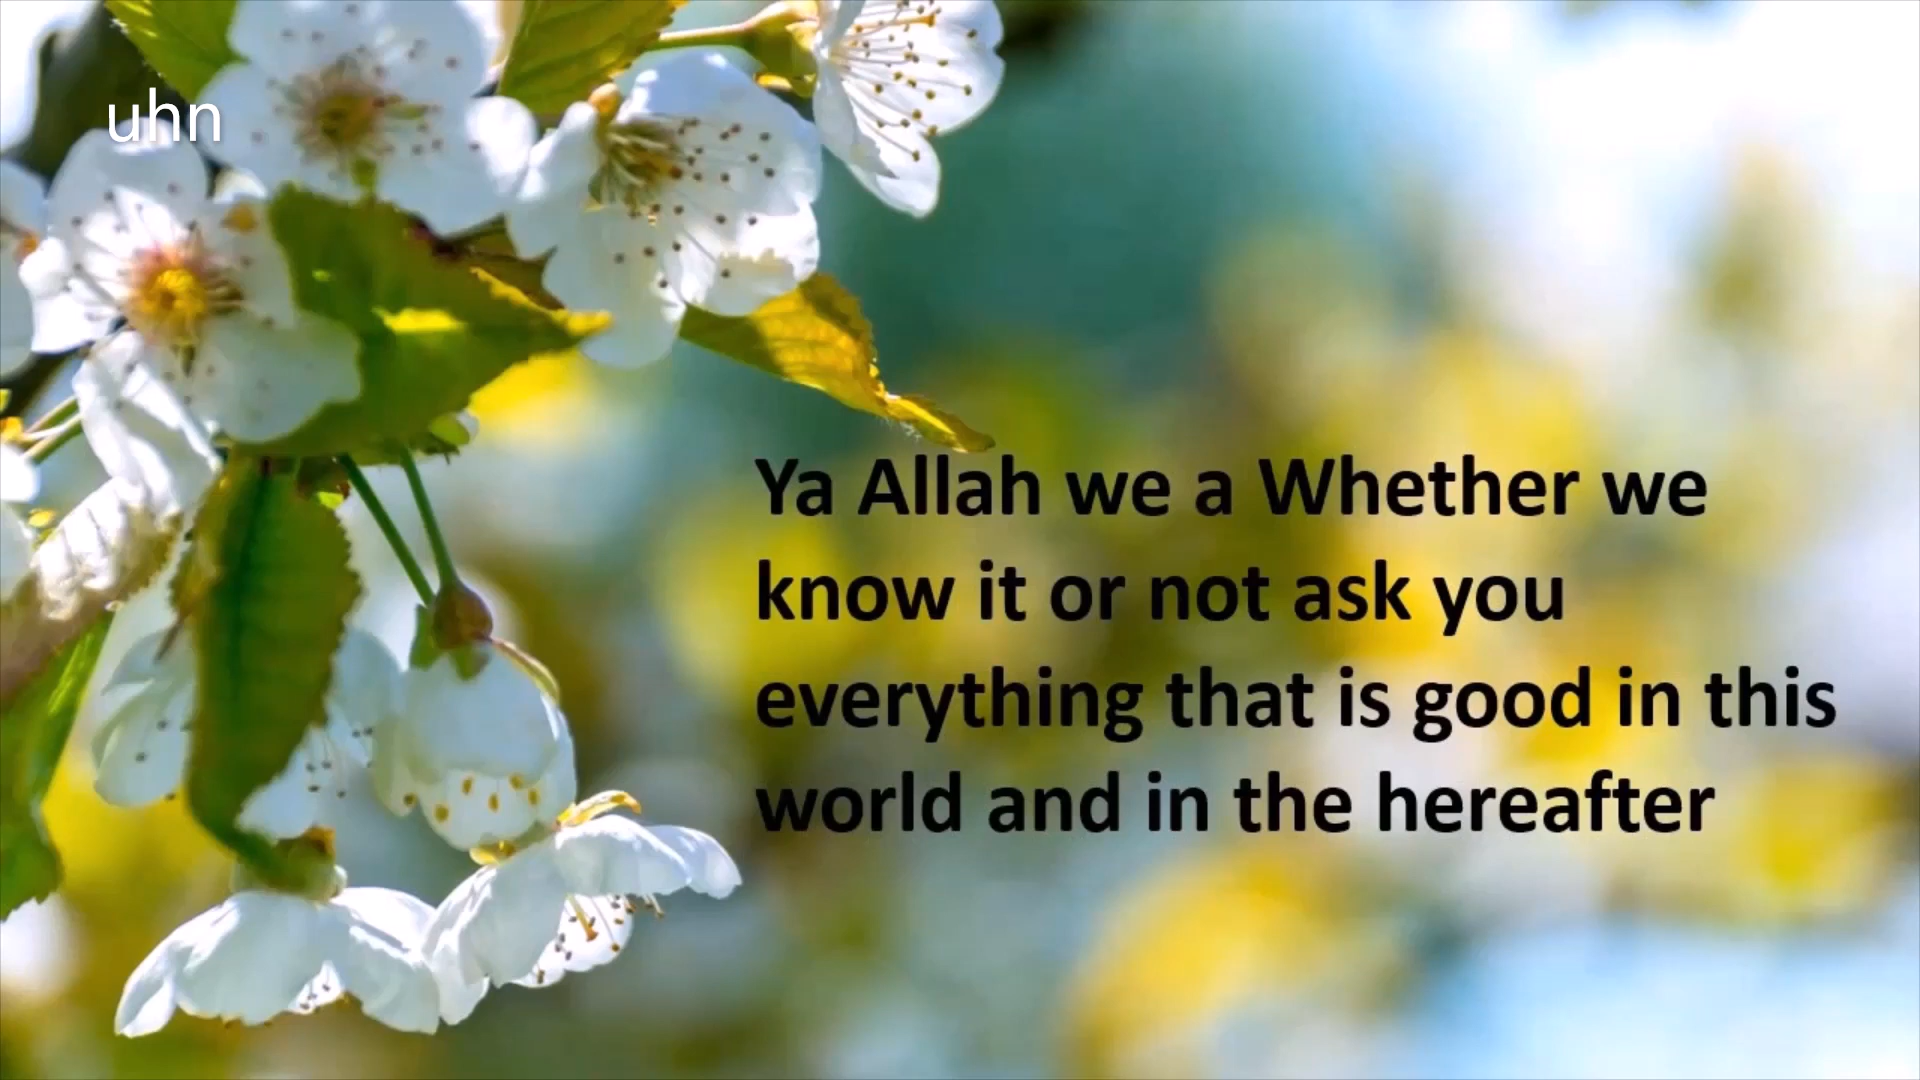 uhn
Ya Allah we a Whether we
know it or not ask you
everything that is good in this
world and in the hereafter